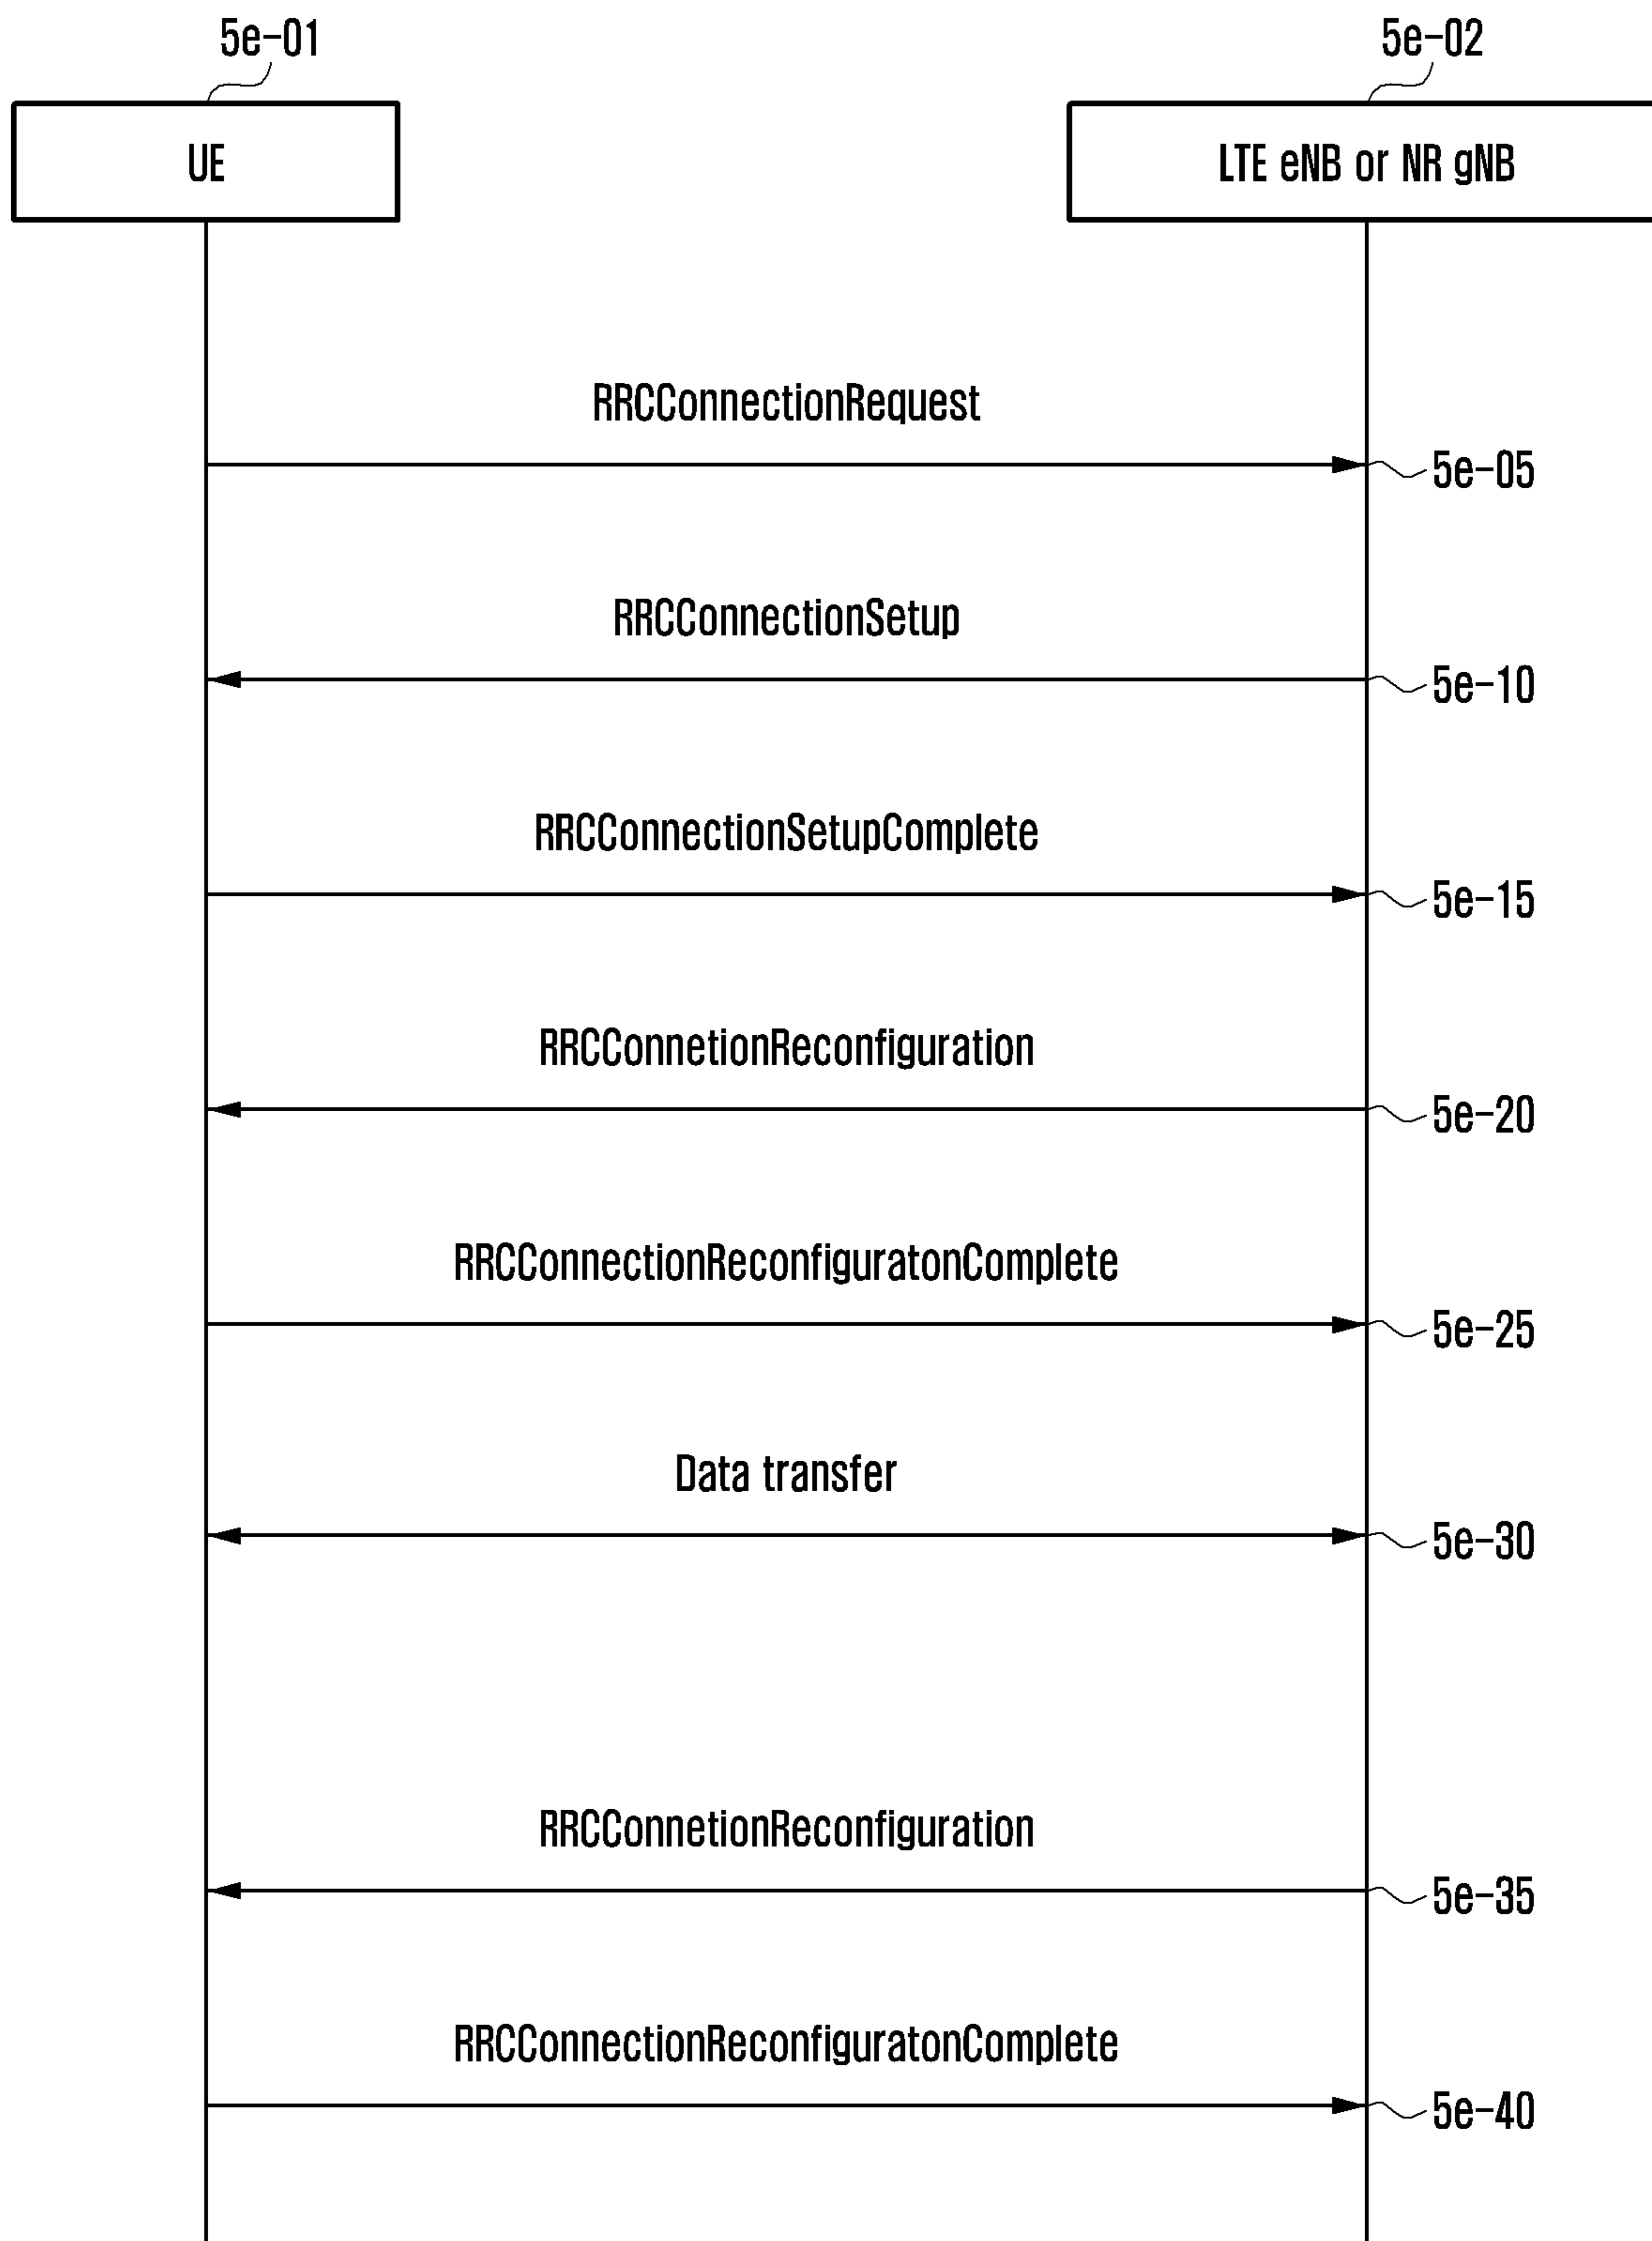 5e-01
5e-02
UE
LTE eNB or NR gNB
RRCConnectionRequest
5e-05
RRCConnectionSetup
5e-10
RRCConnectionSetupComplete
5e-15
RRCConnetionReconfiguration
5e-20
RRCConnectionReconfiguratonComplete
5e-25
Data transfer
5e-30
RRCConnetionReconfiguration
5e-35
RRCConnectionReconfiguratonComplete
5e-40